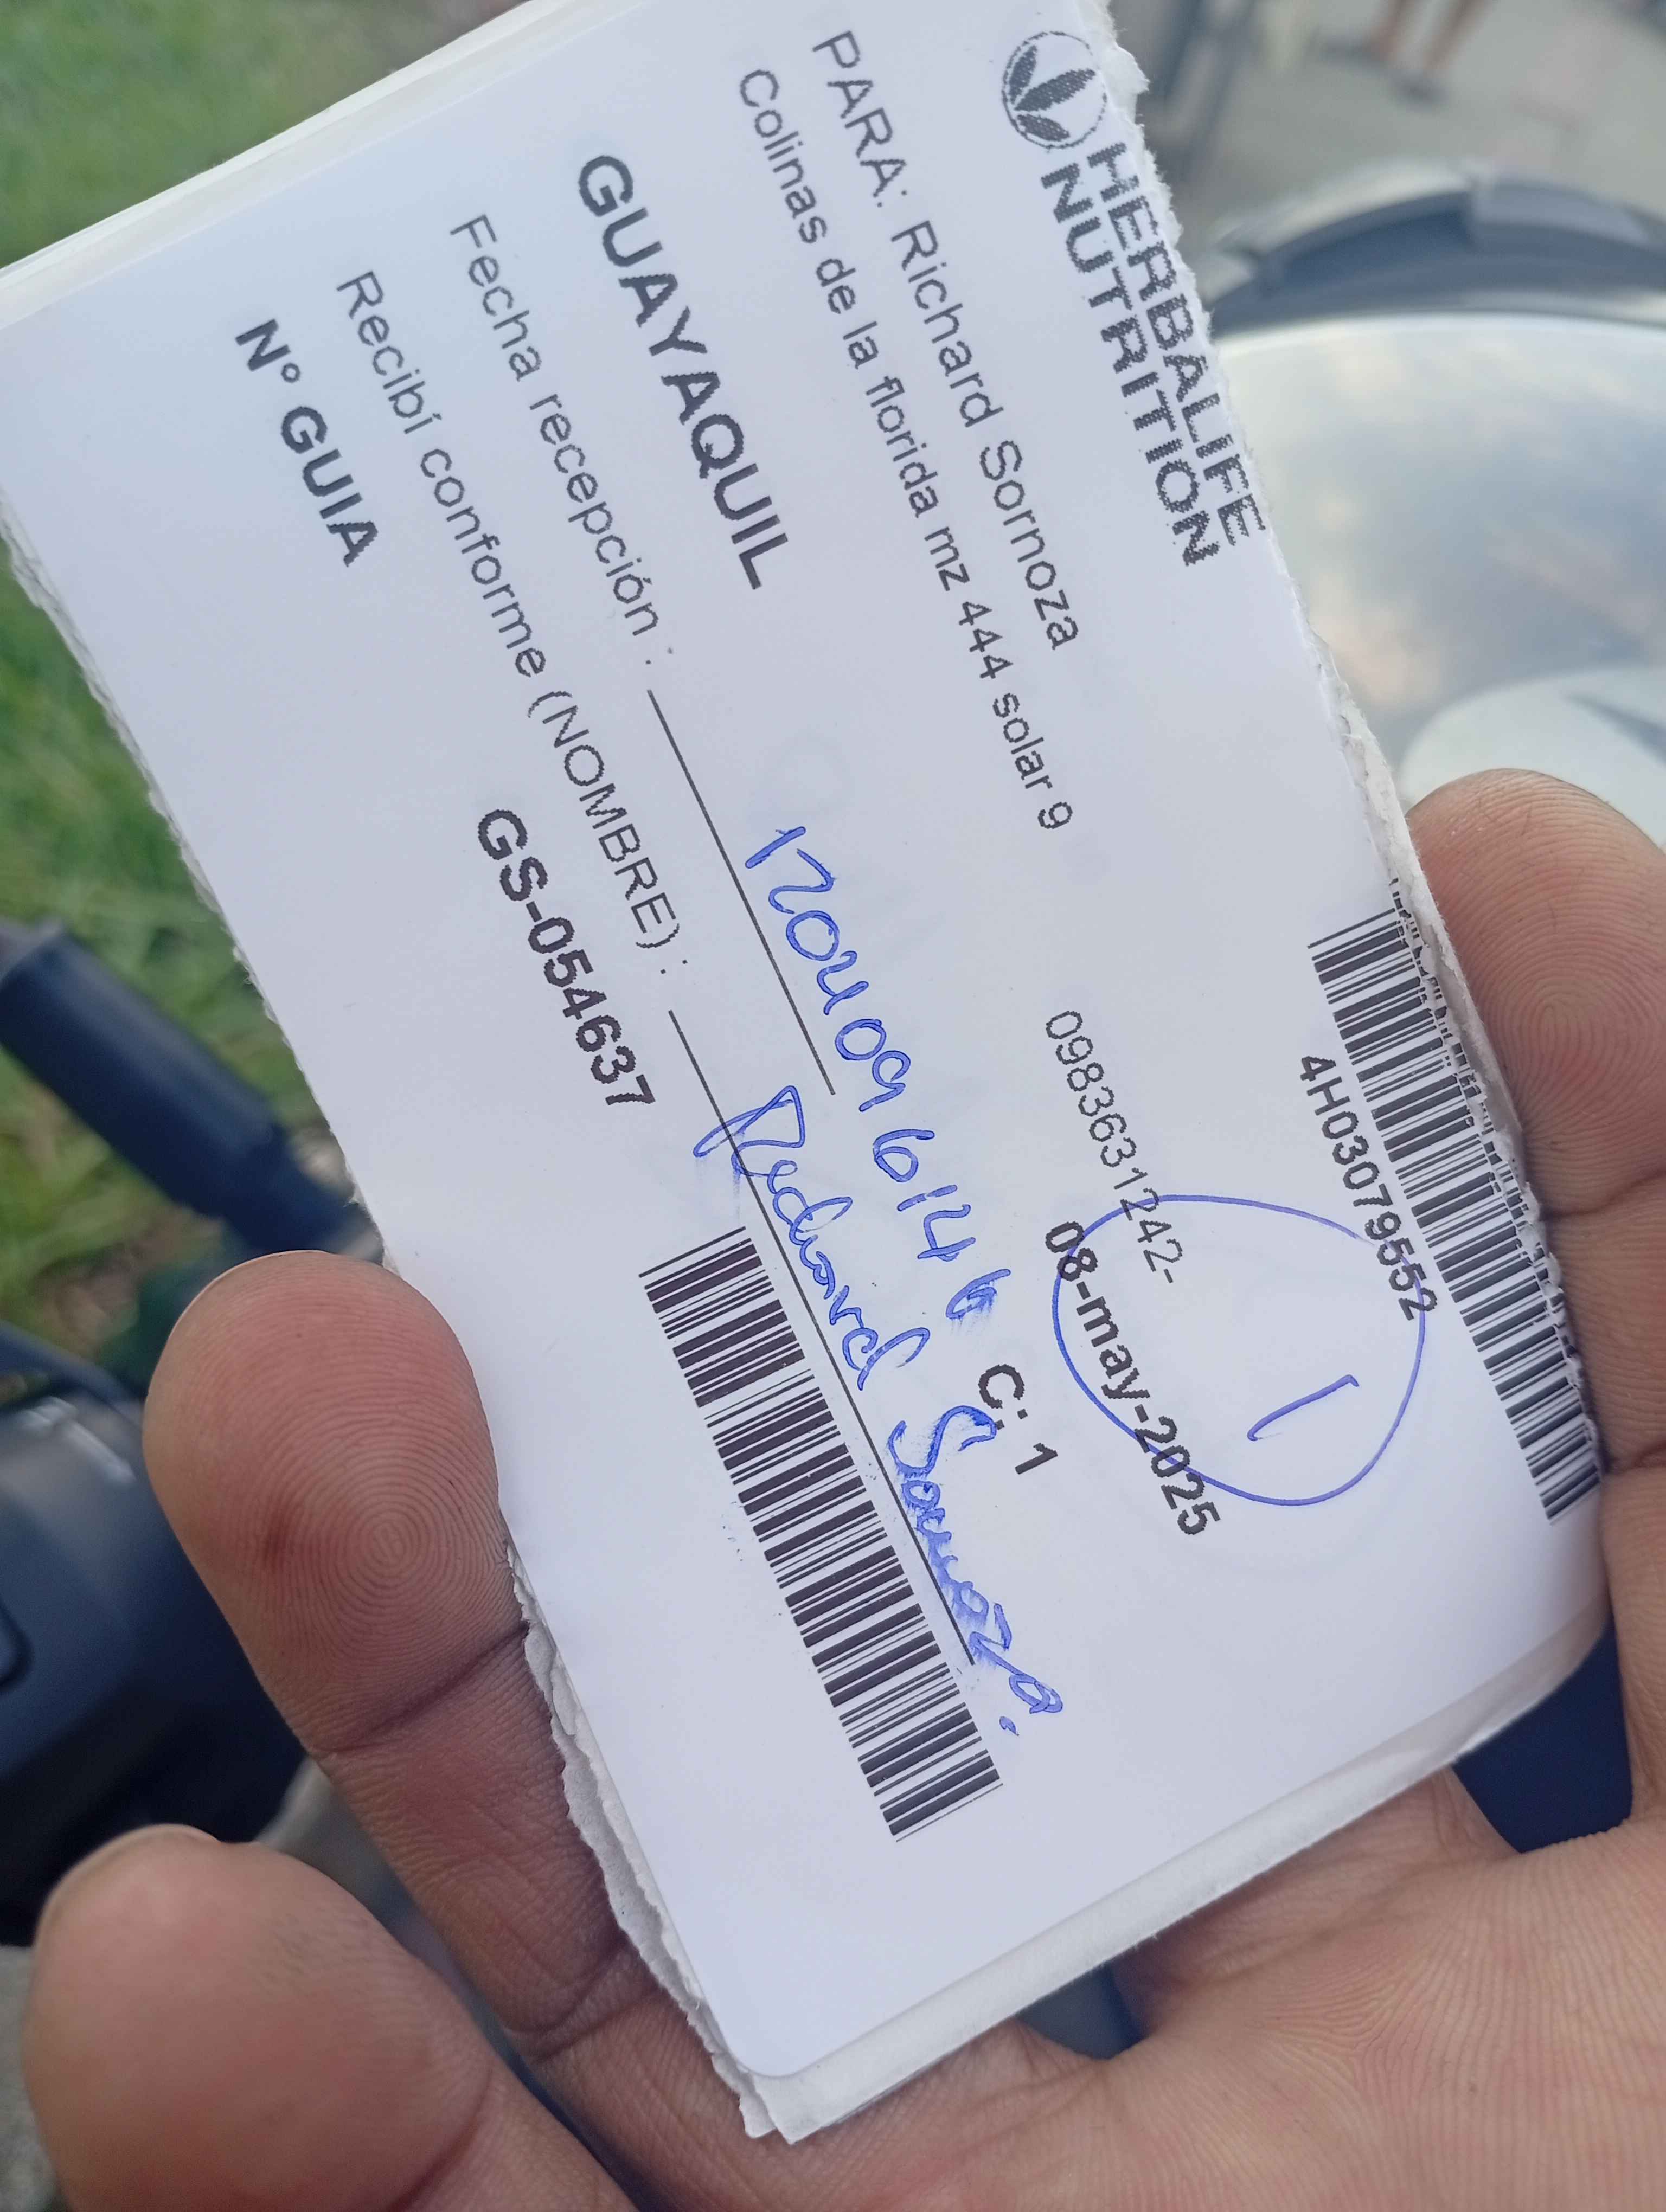 HERBALIFE
NUTRITION
4H03079552
1
PARA: Richard Sornoza
0983631242-
Colinas de la florida mz 444 solar 9
08-may-2025
GUAYAQUIL
C: 1
Fecha recepción :
Recibí conforme (NOMBRE) : Richard Sornoza.
Nº GUIA GS-054637